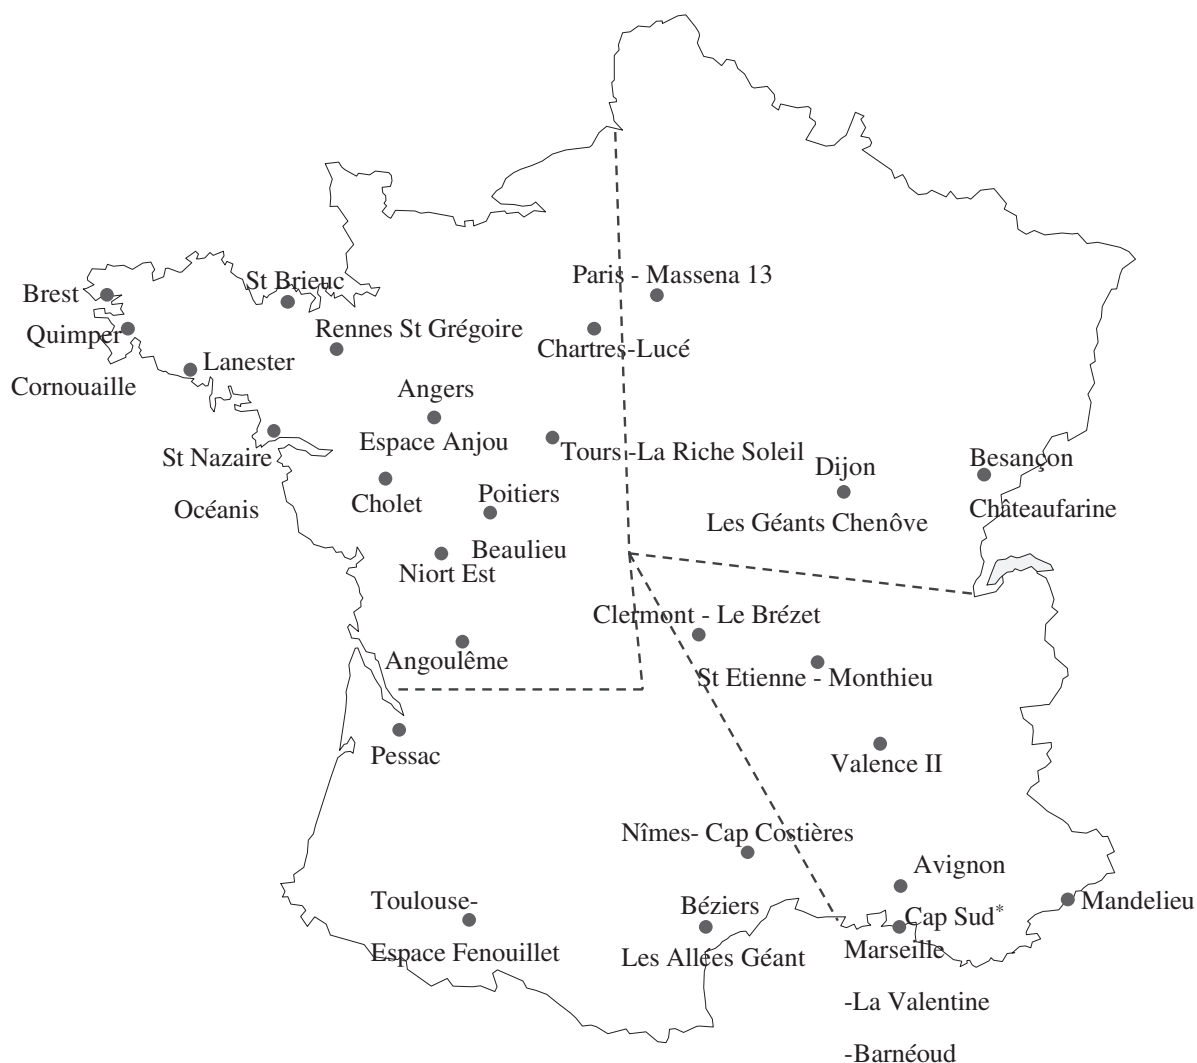 Paris - Massena 13
St Brieuc
Brest
Rennes St Grégoire
Quimper
Chartres-Lucé
Lanester
Cornouaille
Angers
Espace Anjou
Tours -La Riche Soleil
St Nazaire
Océanis
Dijon
Les Géants Chenôve
Besançon
Châteaufarine
Cholet
Poitiers
Beaulieu
Niort Est
Clermont - Le Brézet
Angoulême
St Etienne - Monthieu
Pessac
Valence II
Nîmes- Cap Costières
Avignon
Cap Sud*
Mandelieu
Toulouse-
Espace Fenouillet
Béziers
Les Allées Géant
Marseille
-La Valentine
-Barnéoud